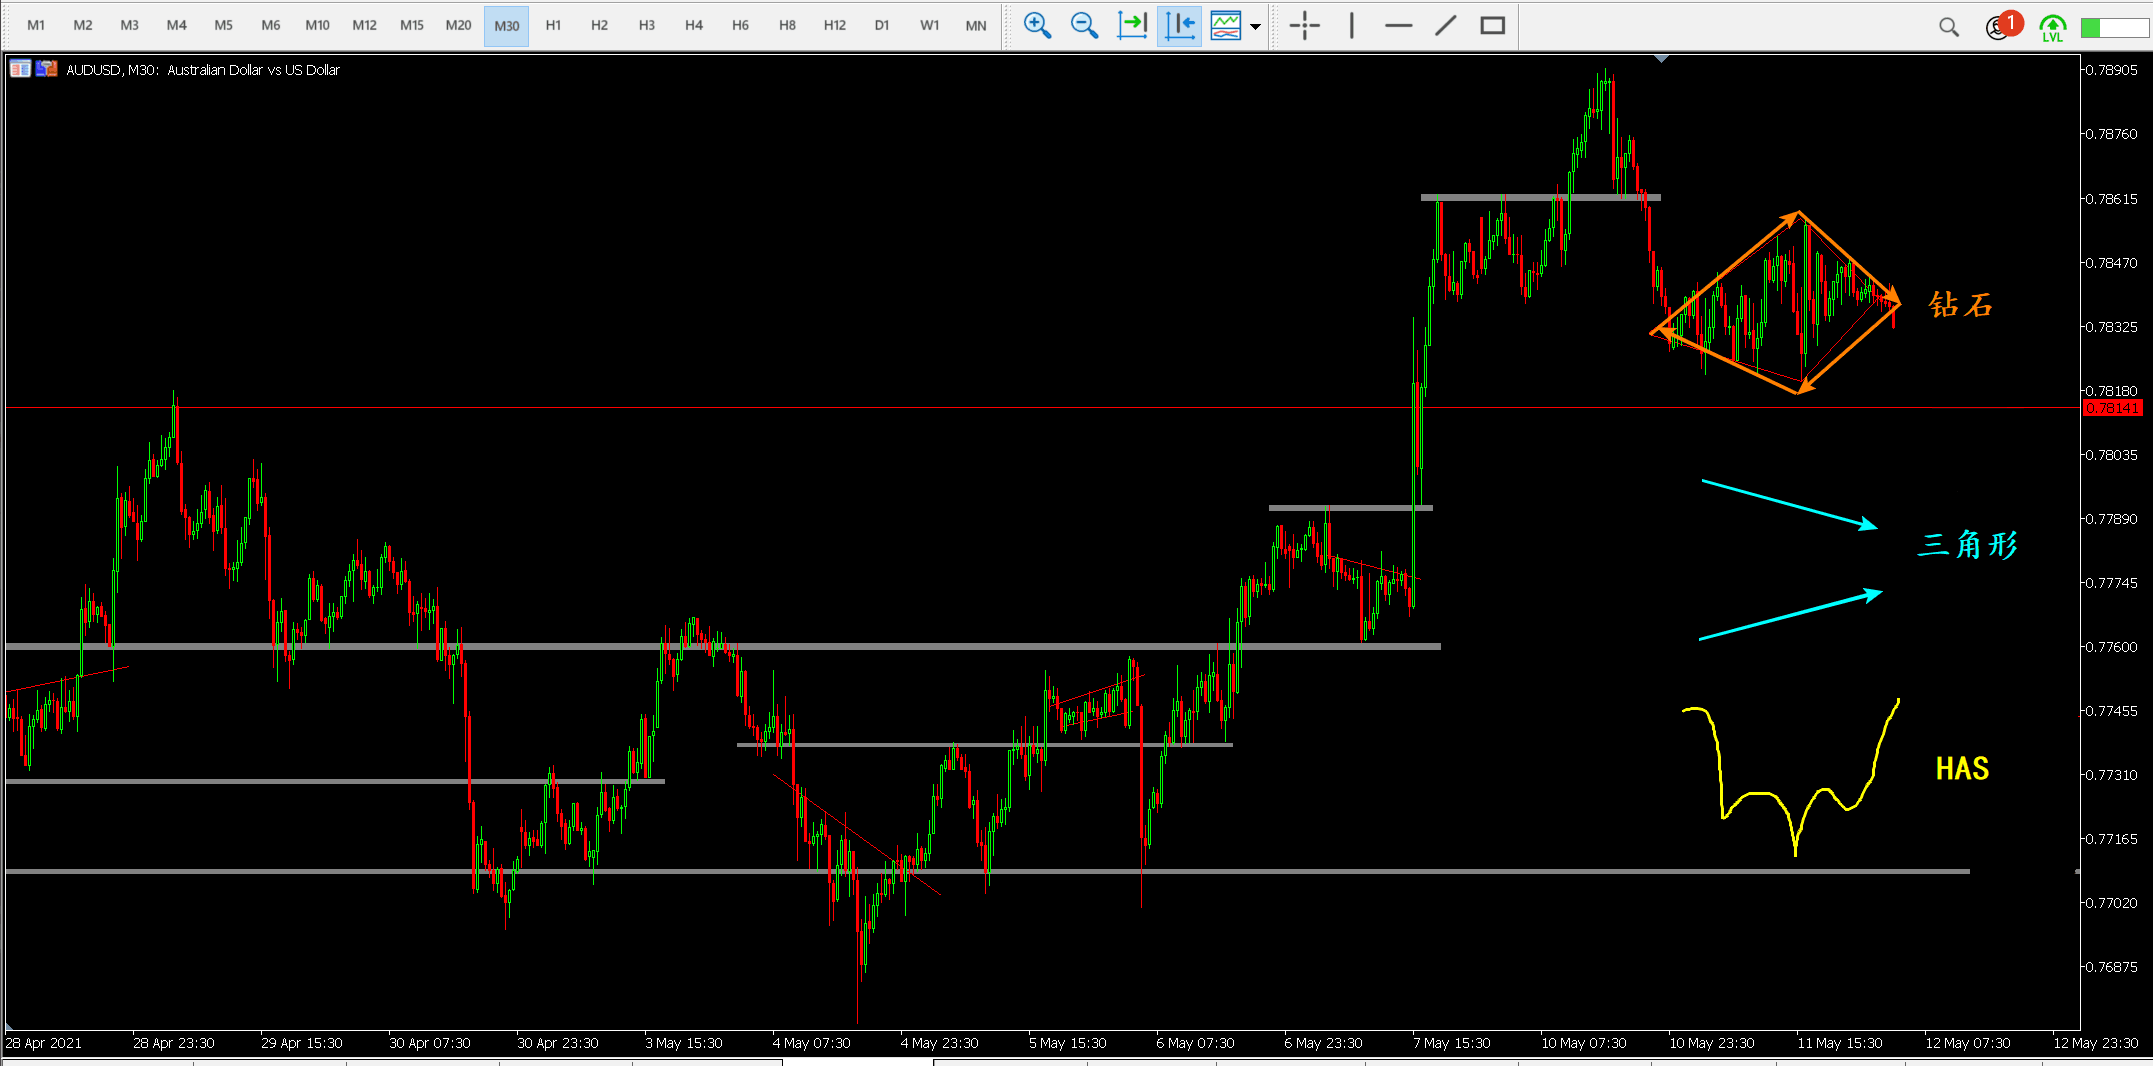 M1 M2 M3 M4 M5 M6 M10 M12 M15 M20 M30 H1 H2 H3 H4 H6 H8 H12 D1 W1 MN
1
LVL
AUDUSD, M30: Australian Dollar vs US Dollar
0.78905
0.78760
0.78615
0.78470
钻石
0.78325
0.78180
0.78141
0.78035
0.77890
三角形
0.77745
0.77600
0.77455
HAS
0.77310
0.77165
0.77020
0.76875
28 Apr 2021 28 Apr 23:30 29 Apr 15:30 30 Apr 07:30 30 Apr 23:30 3 May 15:30 4 May 07:30 4 May 23:30 5 May 15:30 6 May 07:30 6 May 23:30 7 May 15:30 10 May 07:30 10 May 23:30 11 May 15:30 12 May 07:30 12 May 23:30